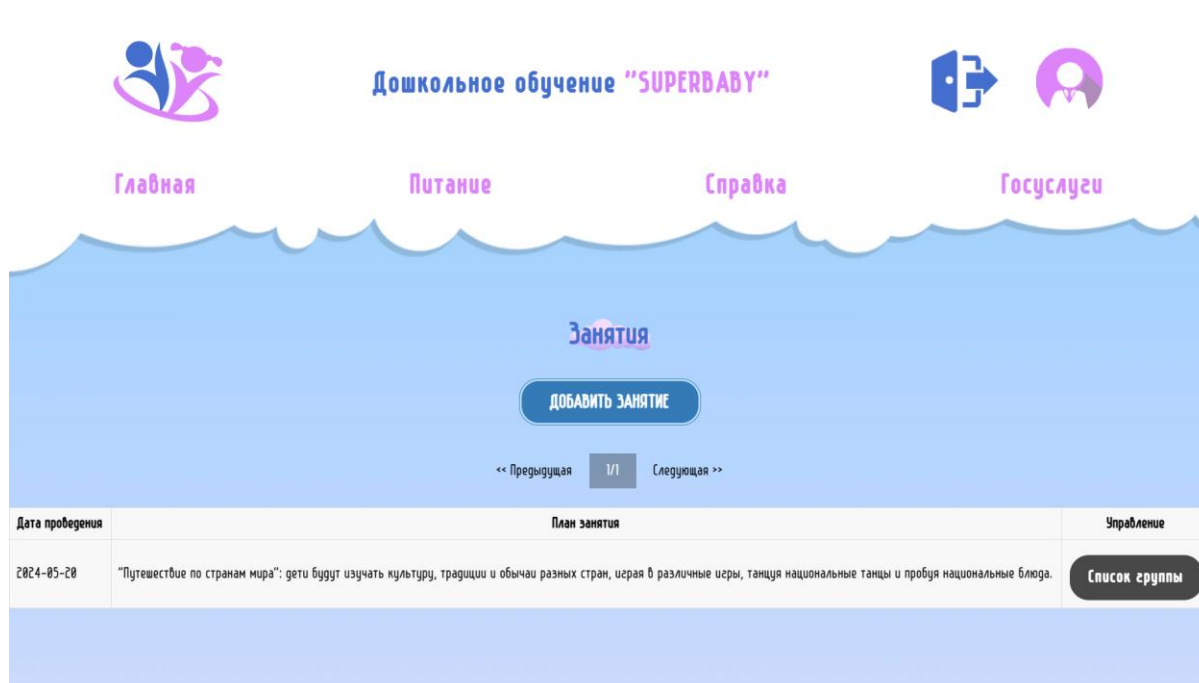 Дошкольное обучение "SUPERBABY"
Главная Питание Справка Госуслуги
Занятия
ДОБАВИТЬ ЗАНЯТИЕ
<< Предыдущая 1/1 Следующая >>
Дата проведения План занятия Управление
2024-05-20 "Путешествие по странам мира": дети будут изучать культуру, традиции и обычаи разных стран, играя в различные игры, танцуя национальные танцы и пробуя национальные блюда. Список группы